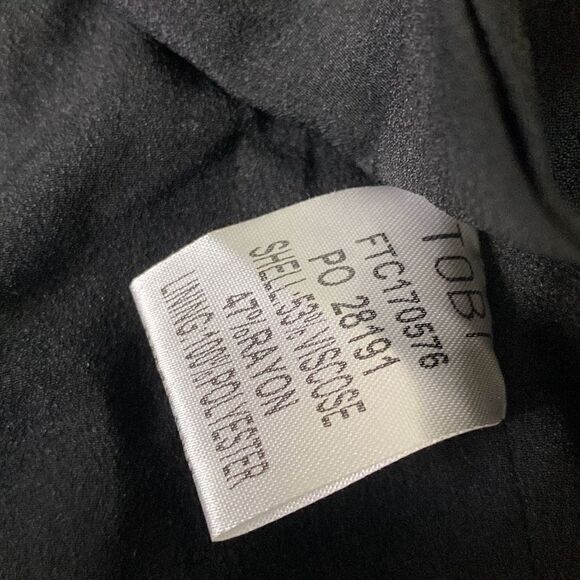 TOBI
FTC170576
PO 28191
SHELL:53%VISCOSE
47%RAYON
LINING:100%POLYESTER